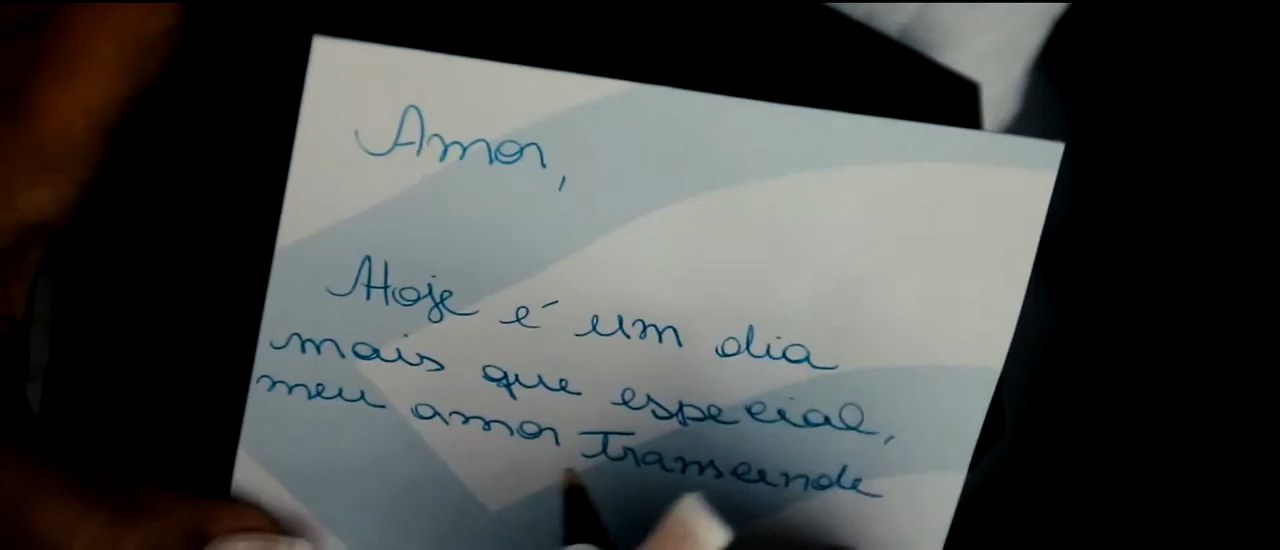 Amor,
Hoje é um dia
mais que especial,
meu amor Transcende